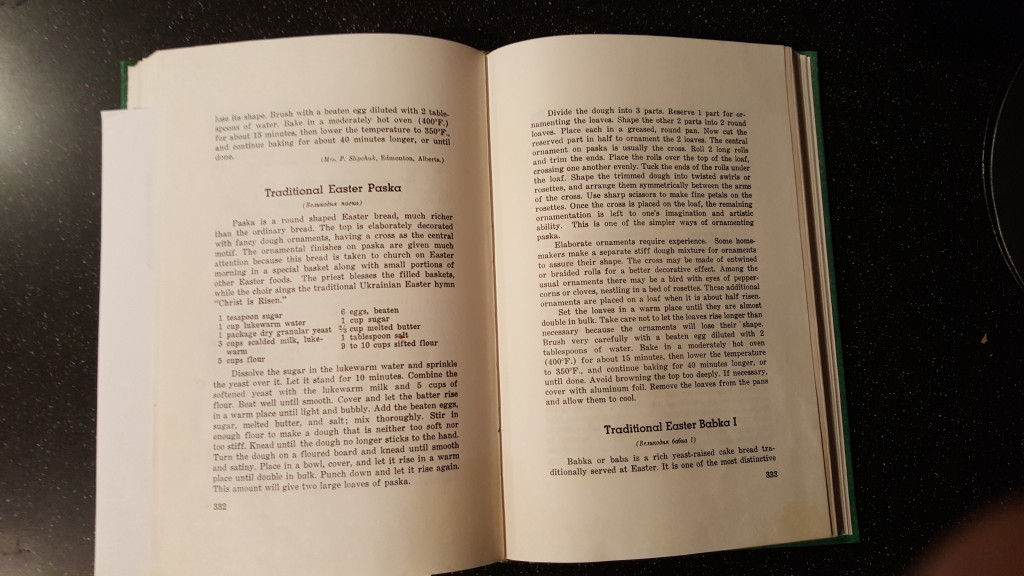 lose its shape. Brush with a beaten egg diluted with 2 table-
spoons of water. Bake in a moderately hot oven (400°F.)
for about 15 minutes, then lower the temperature to 350°F.,
and continue baking for about 40 minutes longer, or until
done.
(Mrs. P. Slipchuk, Edmonton, Alberta.)
Traditional Easter Paska
(Великодня паска)
Paska is a round shaped Easter bread, much richer
than the ordinary bread. The top is elaborately decorated
with fancy dough ornaments, having a cross as the central
motif. The ornamental finishes on paska are given much
attention because this bread is taken to church on Easter
morning in a special basket along with small portions of
other Easter foods. The priest blesses the filled baskets,
while the choir sings the traditional Ukrainian Easter hymn
"Christ is Risen."
1 teaspoon sugar
1 cup lukewarm water
1 package dry granular yeast
3 cups scalded milk, luke-
warm
5 cups flour
6 eggs, beaten
1 cup sugar
⅔ cup melted butter
1 tablespoon salt
9 to 10 cups sifted flour
Dissolve the sugar in the lukewarm water and sprinkle
the yeast over it. Let it stand for 10 minutes. Combine the
softened yeast with the lukewarm milk and 5 cups of
flour. Beat well until smooth. Cover and let the batter rise
in a warm place until light and bubbly. Add the beaten eggs,
sugar, melted butter, and salt; mix thoroughly. Stir in
enough flour to make a dough that is neither too soft nor
too stiff. Knead until the dough no longer sticks to the hand.
Turn the dough on a floured board and knead until smooth
and satiny. Place in a bowl, cover, and let it rise in a warm
place until double in bulk. Punch down and let it rise again.
This amount will give two large loaves of paska.
332
Divide the dough into 3 parts. Reserve 1 part for or-
namenting the loaves. Shape the other 2 parts into 2 round
loaves. Place each in a greased, round pan. Now cut the
reserved part in half to ornament the 2 loaves. The central
ornament on paska is usually the cross. Roll 2 long rolls
and trim the ends. Place the rolls over the top of the loaf,
crossing one another evenly. Tuck the ends of the rolls under
the loaf. Shape the trimmed dough into twisted swirls or
rosettes, and arrange them symmetrically between the arms
of the cross. Use sharp scissors to make fine petals on the
rosettes. Once the cross is placed on the loaf, the remaining
ornamentation is left to one's imagination and artistic
ability. This is one of the simpler ways of ornamenting
paska.
Elaborate ornaments require experience. Some home-
makers make a separate stiff dough mixture for ornaments
to assure their shape. The cross may be made of entwined
or braided rolls for a better decorative effect. Among the
usual ornaments there may be a bird with eyes of pepper-
corns or cloves, nestling in a bed of rosettes. These additional
ornaments are placed on a loaf when it is about half risen.
Set the loaves in a warm place until they are almost
double in bulk. Take care not to let the loaves rise longer than
necessary because the ornaments will lose their shape.
Brush very carefully with a beaten egg diluted with 2
tablespoons of water. Bake in a moderately hot oven
(400°F.) for about 15 minutes, then lower the temperature
to 350°F., and continue baking for 40 minutes longer, or
until done. Avoid browning the top too deeply. If necessary,
cover with aluminum foil. Remove the loaves from the pans
and allow them to cool.
Traditional Easter Babka I
(Великодня бабка I)
Babka or baba is a rich yeast-raised cake bread tra-
ditionally served at Easter. It is one of the most distinctive
333